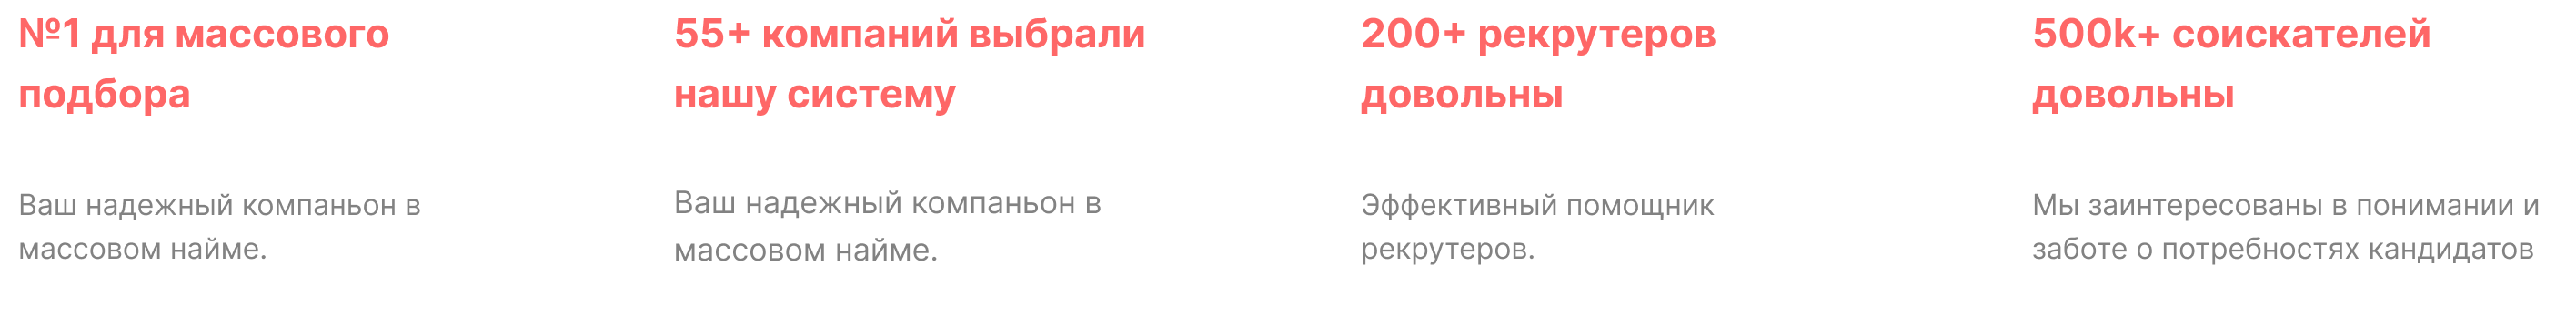 №1 для массового
подбора
Ваш надежный компаньон в
массовом найме.
55+ компаний выбрали
нашу систему
Ваш надежный компаньон в
массовом найме.
200+ рекрутеров
довольны
Эффективный помощник
рекрутеров.
500k+ соискателей
довольны
Мы заинтересованы в понимании и
заботе о потребностях кандидатов